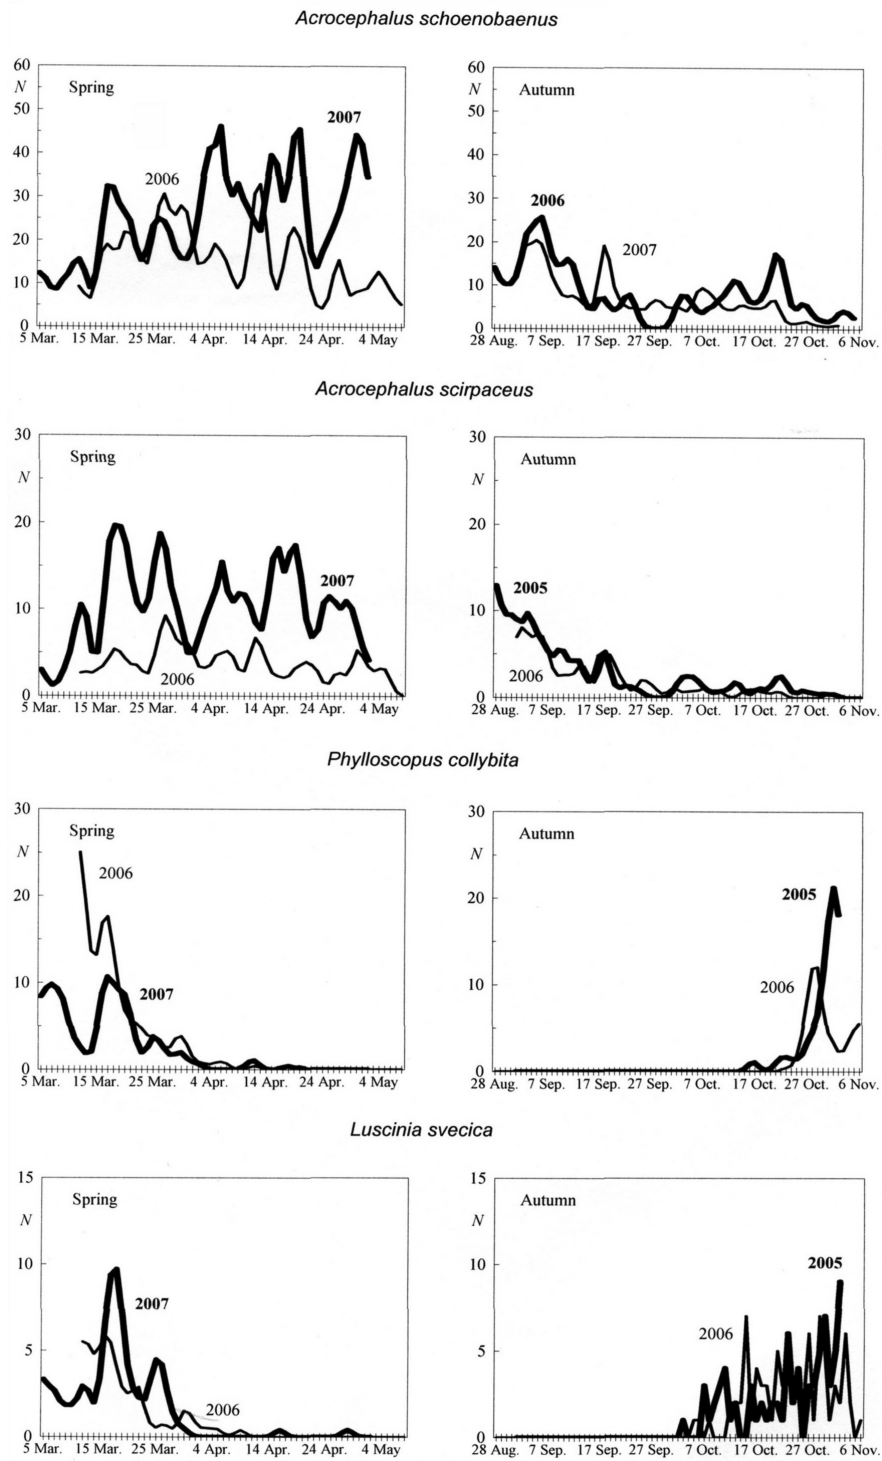 Acrocephalus schoenobaenus
60
N
50
40
30
20
10
0
Spring
2006
2007
5 Mar. 15 Mar. 25 Mar. 4 Apr. 14 Apr. 24 Apr. 4 May
60
N
50
40
30
20
10
0
Autumn
2006
2007
28 Aug. 7 Sep. 17 Sep. 27 Sep. 7 Oct. 17 Oct. 27 Oct. 6 Nov.
Acrocephalus scirpaceus
30
N
20
10
0
Spring
2007
2006
5 Mar. 15 Mar. 25 Mar. 4 Apr. 14 Apr. 24 Apr. 4 May
30
N
20
10
0
Autumn
2005
2006
28 Aug. 7 Sep. 17 Sep. 27 Sep. 7 Oct. 17 Oct. 27 Oct. 6 Nov.
Phylloscopus collybita
30
N
20
10
0
Spring
2006
2007
5 Mar. 15 Mar. 25 Mar. 4 Apr. 14 Apr. 24 Apr. 4 May
30
N
20
10
0
Autumn
2005
2006
28 Aug. 7 Sep. 17 Sep. 27 Sep. 7 Oct. 17 Oct. 27 Oct. 6 Nov.
Luscinia svecica
15
N
10
5
0
Spring
2007
2006
5 Mar. 15 Mar. 25 Mar. 4 Apr. 14 Apr. 24 Apr. 4 May
15
N
10
5
0
Autumn
2005
2006
28 Aug. 7 Sep. 17 Sep. 27 Sep. 7 Oct. 17 Oct. 27 Oct. 6 Nov.